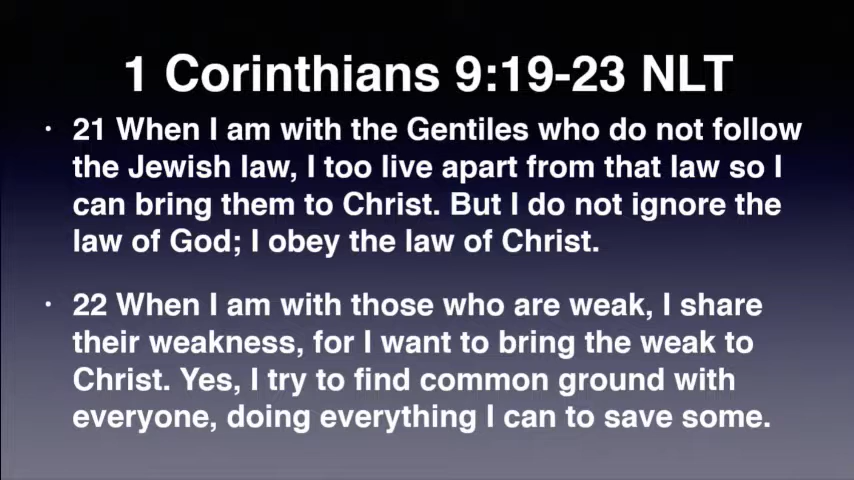 1 Corinthians 9:19-23 NLT
• 21 When I am with the Gentiles who do not follow
the Jewish law, I too live apart from that law so I
can bring them to Christ. But I do not ignore the
law of God; I obey the law of Christ.
• 22 When I am with those who are weak, I share
their weakness, for I want to bring the weak to
Christ. Yes, I try to find common ground with
everyone, doing everything I can to save some.